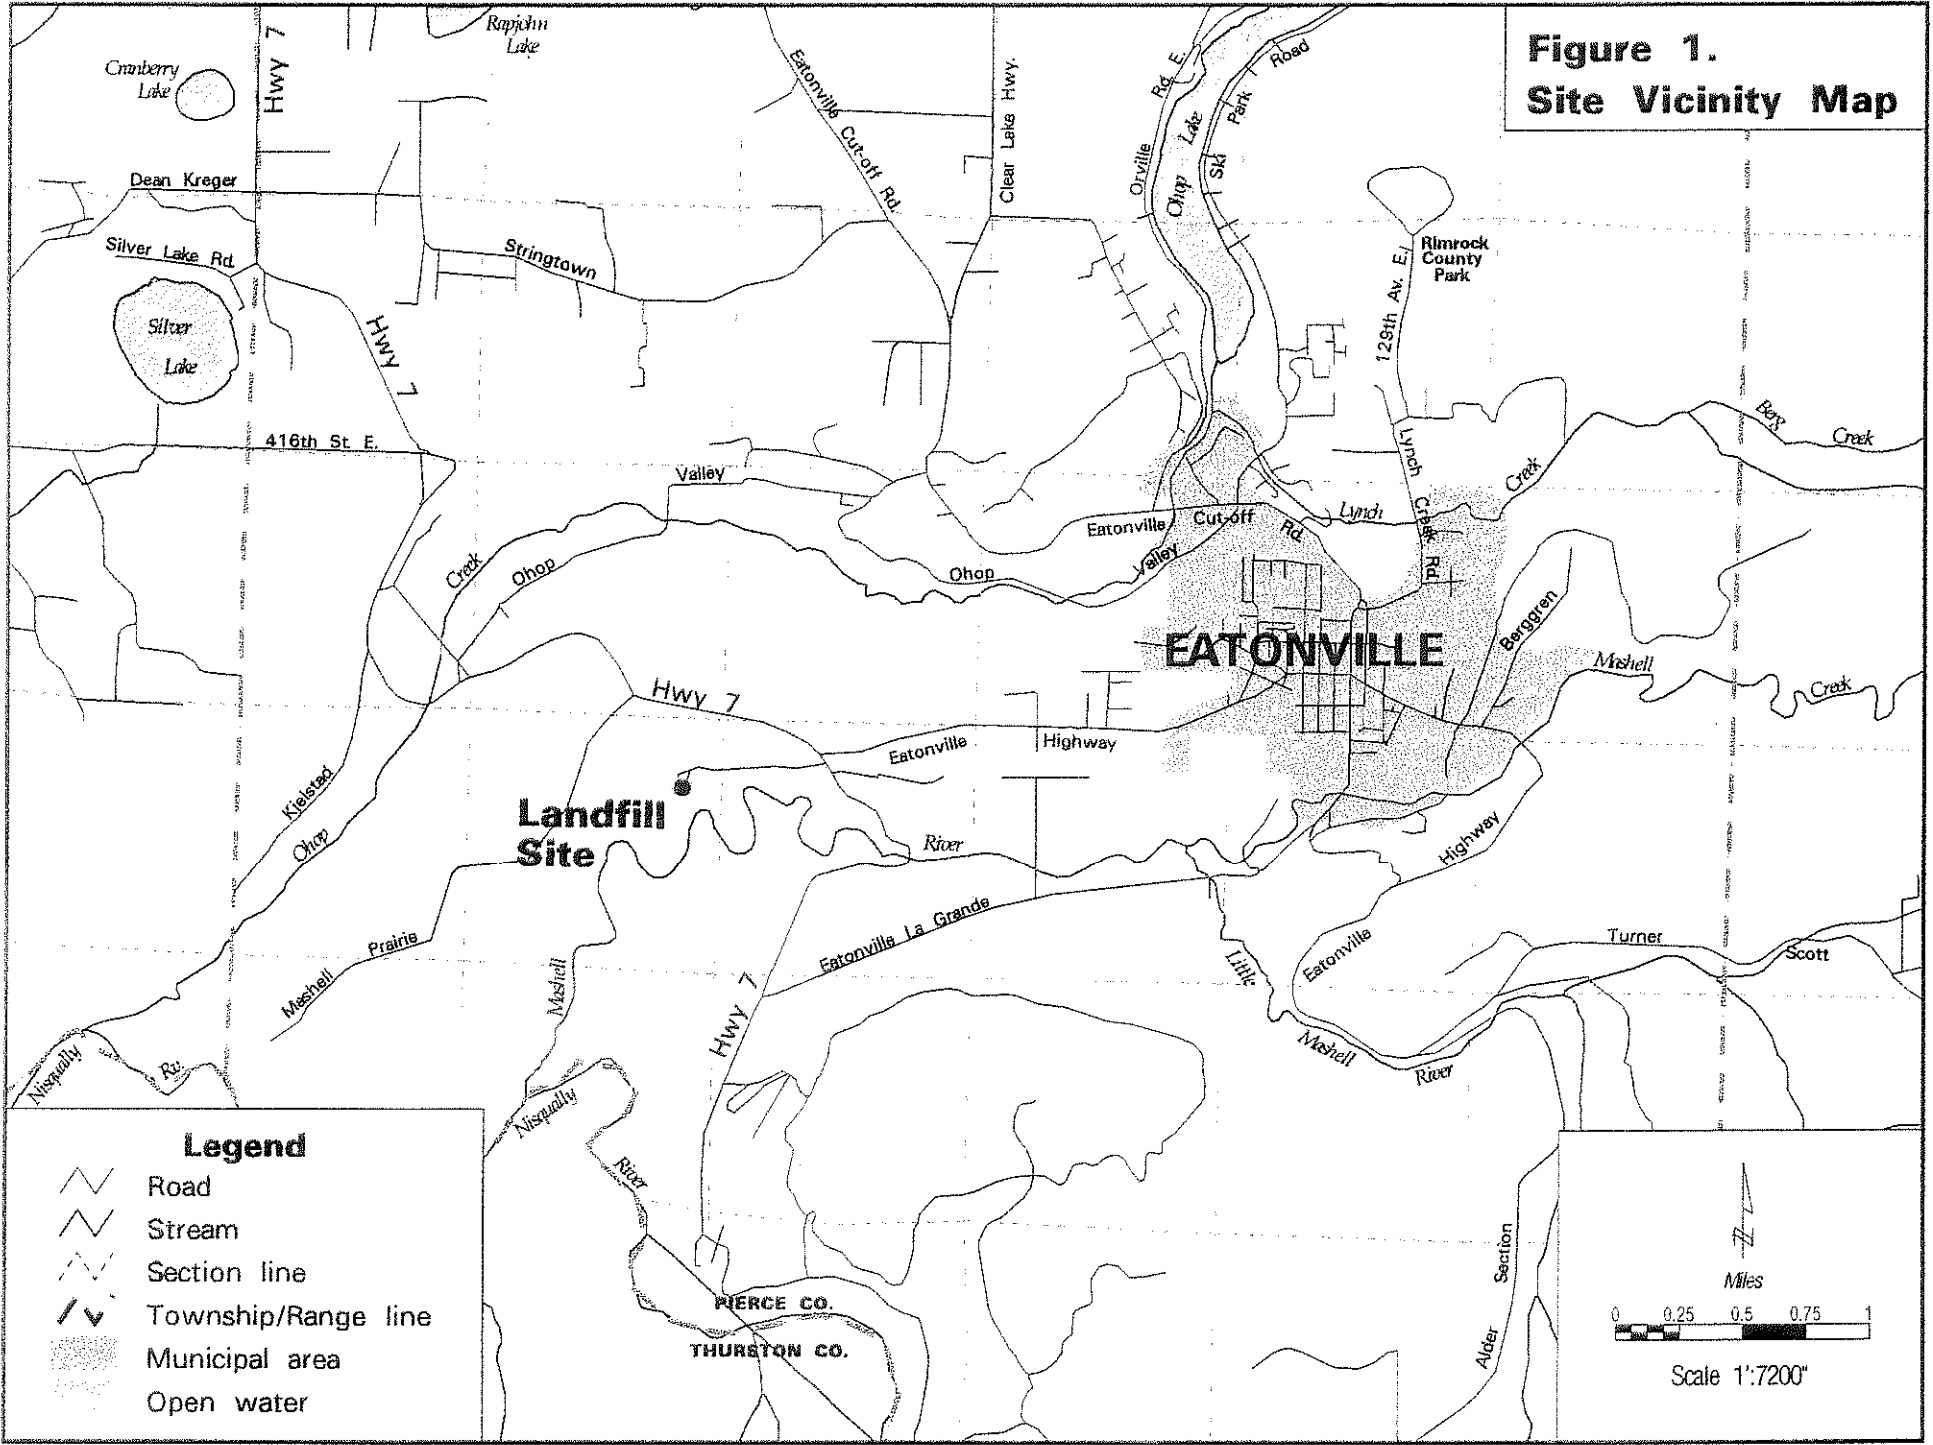 Figure 1.
Site Vicinity Map
Rapjohn
Lake
Cranberry
Lake
Hwy 7
Eatonville Cut-off Rd.
Clear Lake Hwy.
Orville Rd. E.
Ohop Lake
Ski Park Road
Dean Kreger
Silver Lake Rd.
Stringtown
Rimrock
County
Park
129th Av. E.
Silver
Lake
Hwy 7
416th St. E.
Valley
Lynch Creek Rd.
Berg Creek
Lynch Creek
Eatonville Cut-off Rd.
Creek
Ohop
Ohop
Valley
EATONVILLE
Berggren
Mashell Creek
Hwy 7
Eatonville Highway
Landfill
Site
Kjelstad
Ohop
River
Highway
Eatonville La Grande
Prairie
Mashell
Mashell
Little
Eatonville
Turner
Scott
Hwy 7
Mashell
River
Nisqually Rv.
Nisqually
River
Legend
Road
Stream
Section line
Township/Range line
Municipal area
Open water
PIERCE CO.
THURSTON CO.
Alder Section
Miles
0 0.25 0.5 0.75 1
Scale 1":7200"